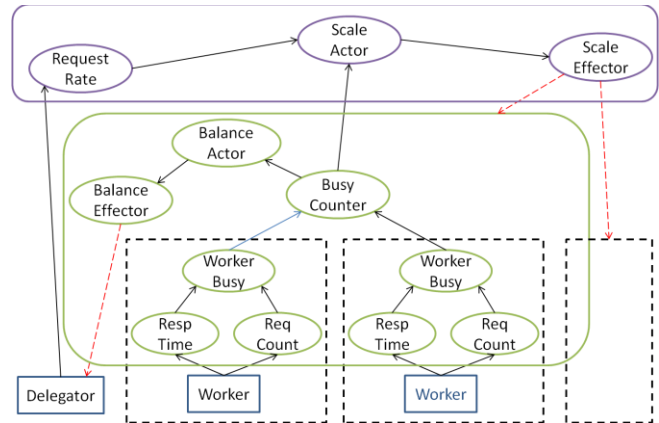 Scale
Actor
Request
Rate
Scale
Effector
Balance
Actor
Balance
Effector
Busy
Counter
Worker
Busy
Worker
Busy
Resp
Time
Req
Count
Resp
Time
Req
Count
Delegator
Worker
Worker